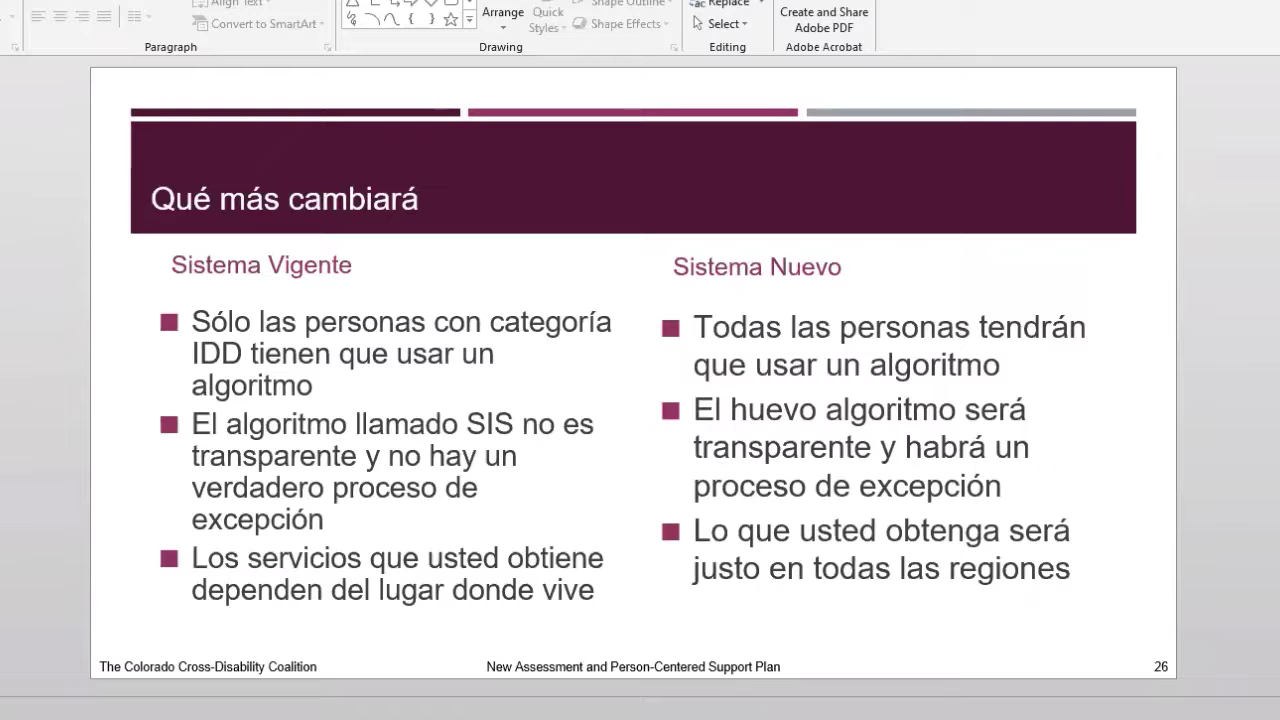 Align Text
Replace
Convert to SmartArt
Arrange
Quick
Styles
Shape Outline
Shape Effects
Select
Create and Share
Adobe PDF
Paragraph
Drawing
Editing
Adobe Acrobat
Qué más cambiará
Sistema Vigente
Sólo las personas con categoría
IDD tienen que usar un
algoritmo
El algoritmo llamado SIS no es
transparente y no hay un
verdadero proceso de
excepción
Los servicios que usted obtiene
dependen del lugar donde vive
Sistema Nuevo
Todas las personas tendrán
que usar un algoritmo
El huevo algoritmo será
transparente y habrá un
proceso de excepción
Lo que usted obtenga será
justo en todas las regiones
The Colorado Cross-Disability Coalition
New Assessment and Person-Centered Support Plan
26